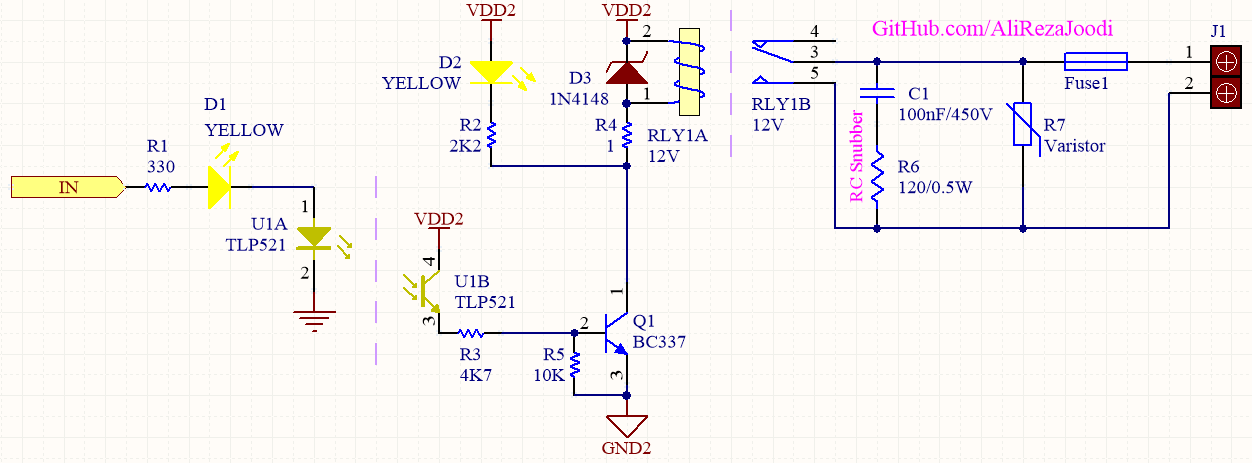 VDD2
VDD2
GitHub.com/AliRezaJoodi
J1
D2
YELLOW
D3
1N4148
2
1
RLY1A
12V
4
3
5
RLY1B
12V
C1
100nF/450V
Fuse1
1
2
D1
YELLOW
R2
2K2
R4
1
R7
Varistor
RC Snubber
R6
120/0.5W
R1
330
IN
1
U1A
TLP521
2
VDD2
4
U1B
TLP521
3
1
2
Q1
BC337
3
R3
4K7
R5
10K
GND2